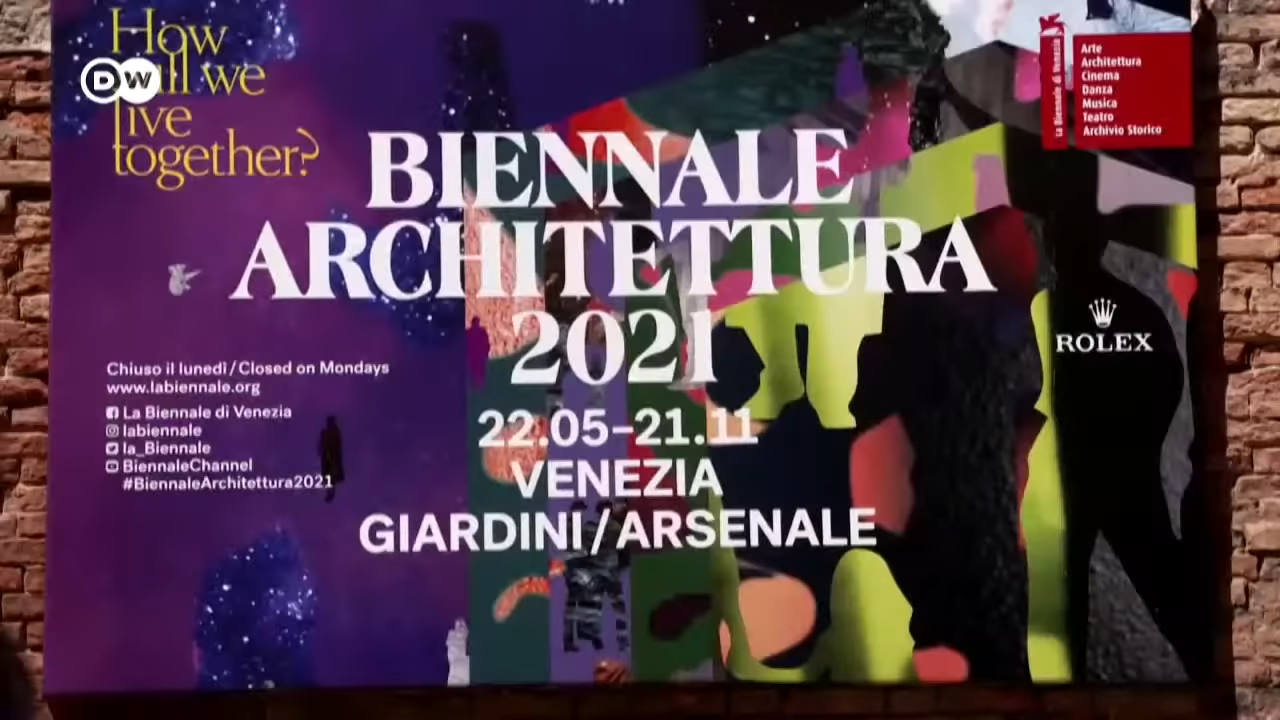 How
will we
live
together?
DW
La Biennale di Venezia
Arte
Architettura
Cinema
Danza
Musica
Teatro
Archivio Storico
BIENNALE
ARCHITETTURA
2021
ROLEX
Chiuso il lunedì/Closed on Mondays
www.labiennale.org
La Biennale di Venezia
labiennale
la_Biennale
BiennaleChannel
#BiennaleArchitettura2021
22.05–21.11
VENEZIA
GIARDINI/ARSENALE